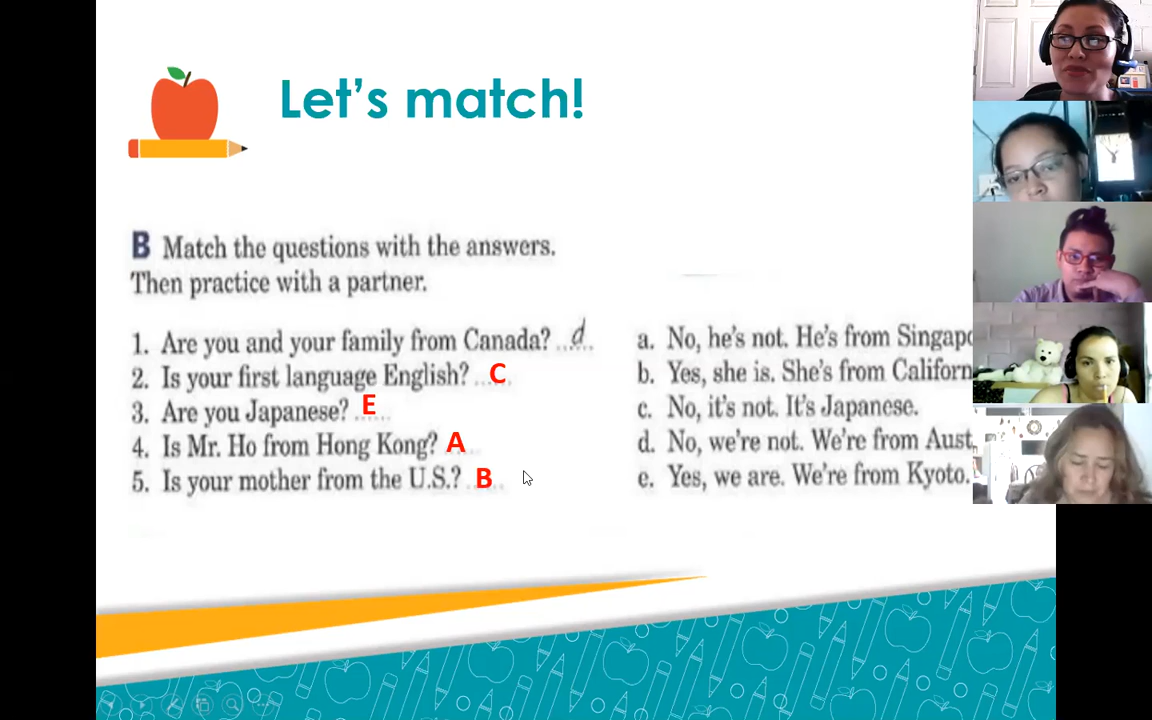 Let's match!
B Match the questions with the answers.
Then practice with a partner.
1. Are you and your family from Canada? d
2. Is your first language English? C
3. Are you Japanese? E
4. Is Mr. Ho from Hong Kong? A
5. Is your mother from the U.S.? B
a. No, he's not. He's from Singapo
b. Yes, she is. She's from Californ
c. No, it's not. It's Japanese.
d. No, we're not. We're from Aust
e. Yes, we are. We're from Kyoto.